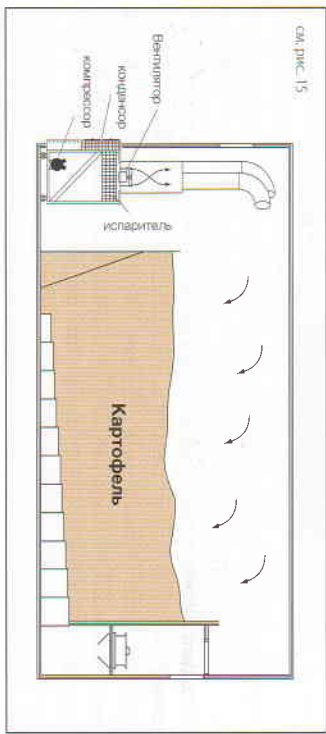 см. рис. 15
Вентилятор
конденсор
компрессор
испаритель
Картофель